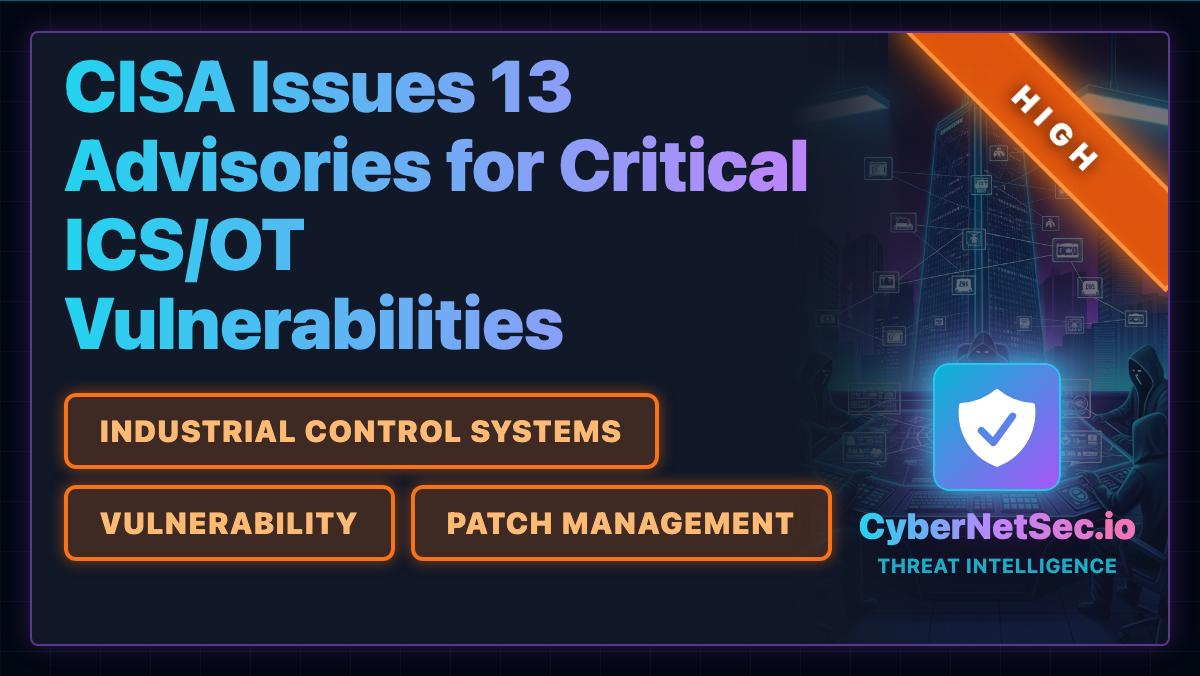 CISA Issues 13
Advisories for Critical
ICS/OT
Vulnerabilities
HIGH
INDUSTRIAL CONTROL SYSTEMS
VULNERABILITY
PATCH MANAGEMENT
CyberNetSec.io
THREAT INTELLIGENCE